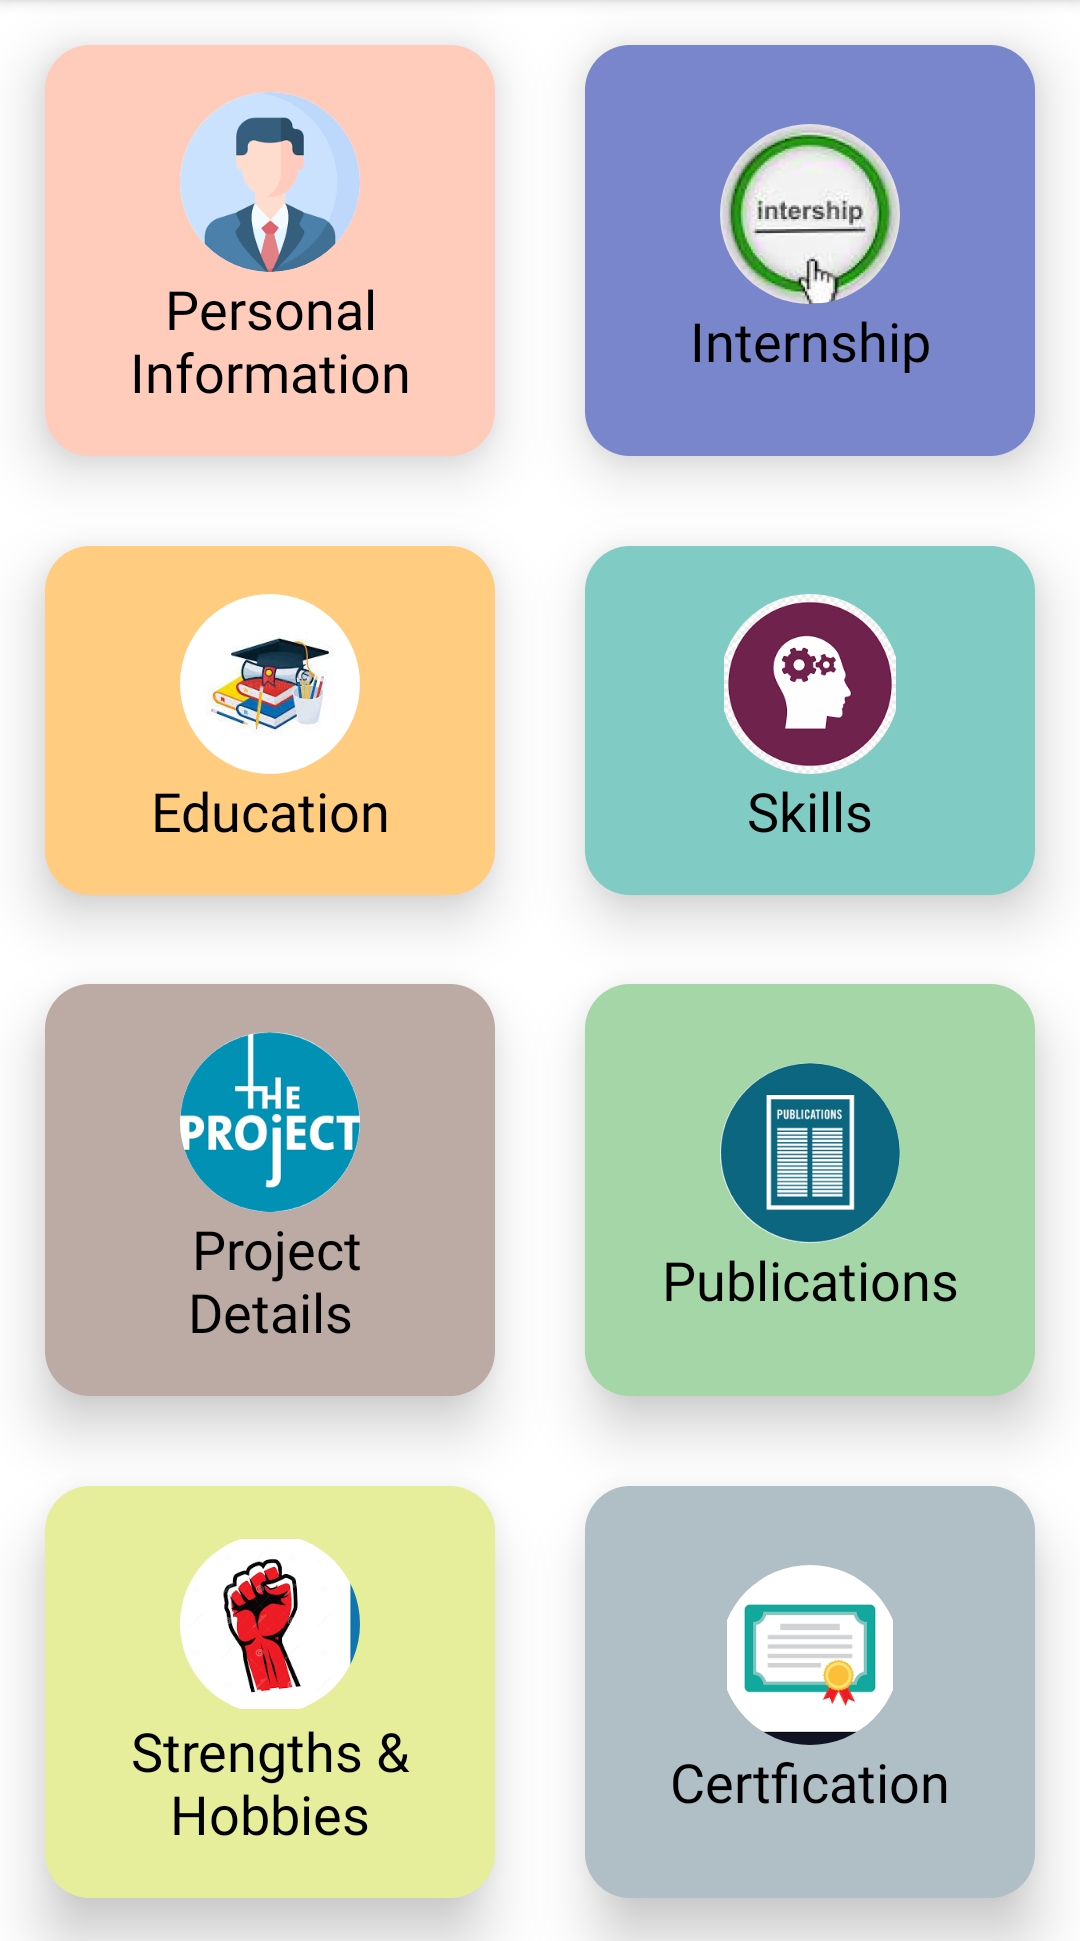 intership
Personal
Information
Internship
Education
Skills
THE
PROjECT
Project
Details
PUBLICATIONS
Publications
Strengths &
Hobbies
Certfication